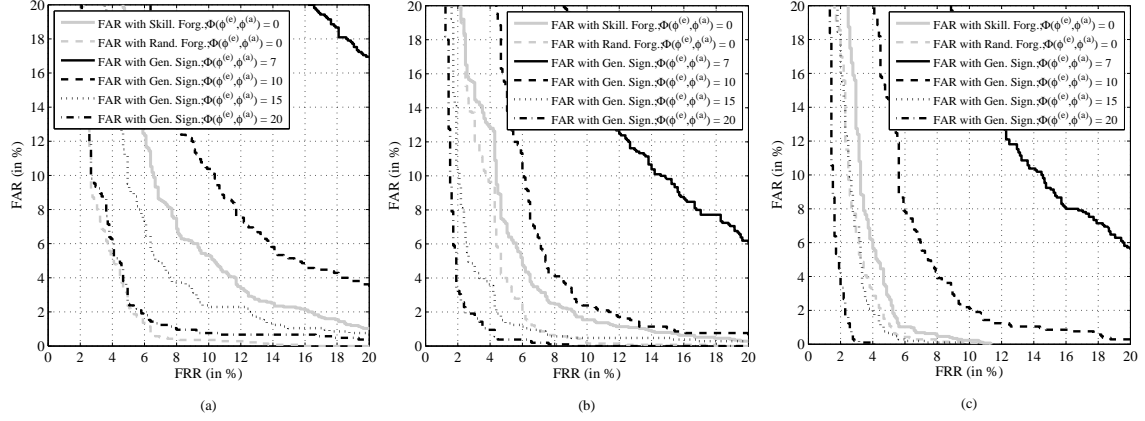 20
18
16
14
12
10
8
6
4
2
0
FAR (in %)
FAR with Skill. Forg.;Φ(ϕ(e),ϕ(a)) = 0
FAR with Rand. Forg.;Φ(ϕ(e),ϕ(a)) = 0
FAR with Gen. Sign.;Φ(ϕ(e),ϕ(a)) = 7
FAR with Gen. Sign.;Φ(ϕ(e),ϕ(a)) = 10
FAR with Gen. Sign.;Φ(ϕ(e),ϕ(a)) = 15
FAR with Gen. Sign.;Φ(ϕ(e),ϕ(a)) = 20
0 2 4 6 8 10 12 14 16 18 20
FRR (in %)
(a)
20
18
16
14
12
10
8
6
4
2
0
FAR (in %)
FAR with Skill. Forg.;Φ(ϕ(e),ϕ(a)) = 0
FAR with Rand. Forg.;Φ(ϕ(e),ϕ(a)) = 0
FAR with Gen. Sign.;Φ(ϕ(e),ϕ(a)) = 7
FAR with Gen. Sign.;Φ(ϕ(e),ϕ(a)) = 10
FAR with Gen. Sign.;Φ(ϕ(e),ϕ(a)) = 15
FAR with Gen. Sign.;Φ(ϕ(e),ϕ(a)) = 20
0 2 4 6 8 10 12 14 16 18 20
FRR (in %)
(b)
20
18
16
14
12
10
8
6
4
2
0
FAR (in %)
FAR with Skill. Forg.;Φ(ϕ(e),ϕ(a)) = 0
FAR with Rand. Forg.;Φ(ϕ(e),ϕ(a)) = 0
FAR with Gen. Sign.;Φ(ϕ(e),ϕ(a)) = 7
FAR with Gen. Sign.;Φ(ϕ(e),ϕ(a)) = 10
FAR with Gen. Sign.;Φ(ϕ(e),ϕ(a)) = 15
FAR with Gen. Sign.;Φ(ϕ(e),ϕ(a)) = 20
0 2 4 6 8 10 12 14 16 18 20
FRR (in %)
(c)